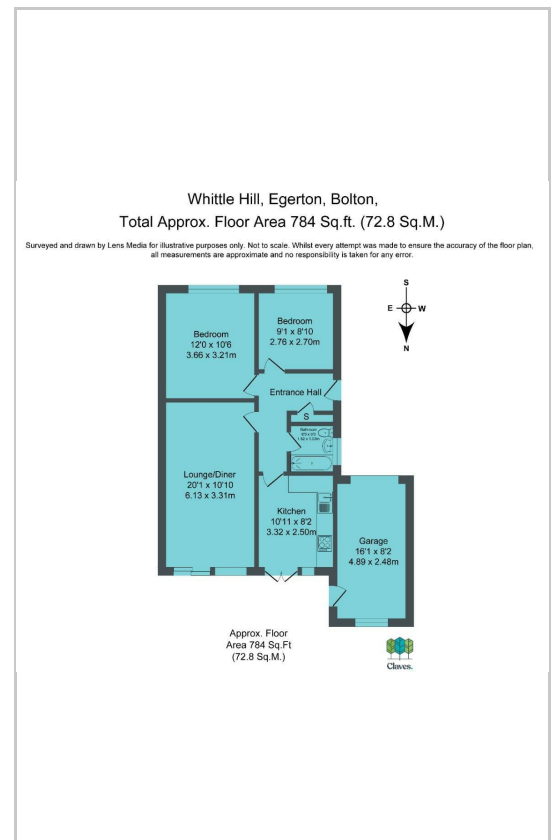 Whittle Hill, Egerton, Bolton,
Total Approx. Floor Area 784 Sq.ft. (72.8 Sq.M.)
Surveyed and drawn by Lens Media for illustrative purposes only. Not to scale. Whilst every attempt was made to ensure the accuracy of the floor plan,
all measurements are approximate and no responsibility is taken for any error.
S
E W
N
Bedroom
12'0 x 10'6
3.66 x 3.21m
Bedroom
9'1 x 8'10
2.76 x 2.70m
Entrance Hall
S
Bathroom
Lounge/Diner
20'1 x 10'10
6.13 x 3.31m
Kitchen
10'11 x 8'2
3.32 x 2.50m
Garage
16'1 x 8'2
4.89 x 2.48m
Approx. Floor
Area 784 Sq.Ft
(72.8 Sq.M.)
Claves.